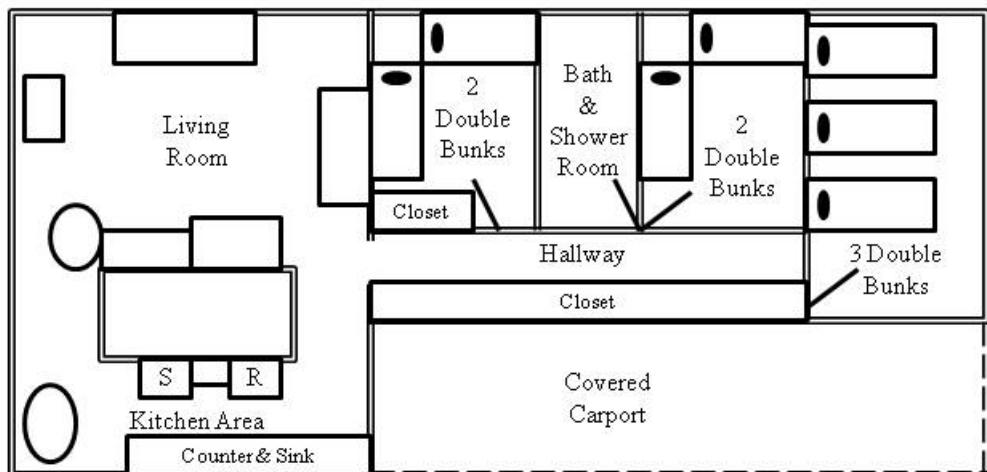 Living
Room
2
Double
Bunks
Bath
&
Shower
Room
2
Double
Bunks
Closet
Hallway
3 Double
Bunks
Closet
S
R
Kitchen Area
Covered
Carport
Counter & Sink